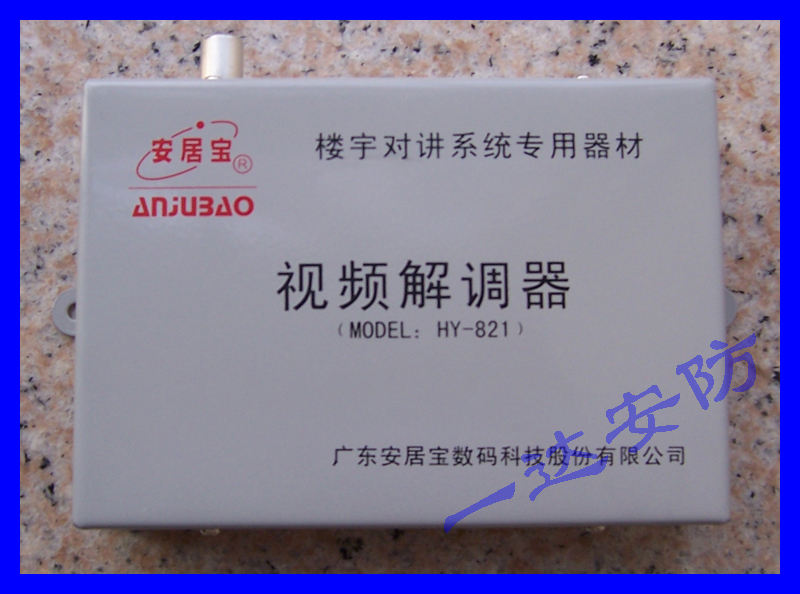 安居宝®
ANJUBAO
楼宇对讲系统专用器材
视频解调器
(MODEL: HY-821)
广东安居宝数码科技股份有限公司
一达安防